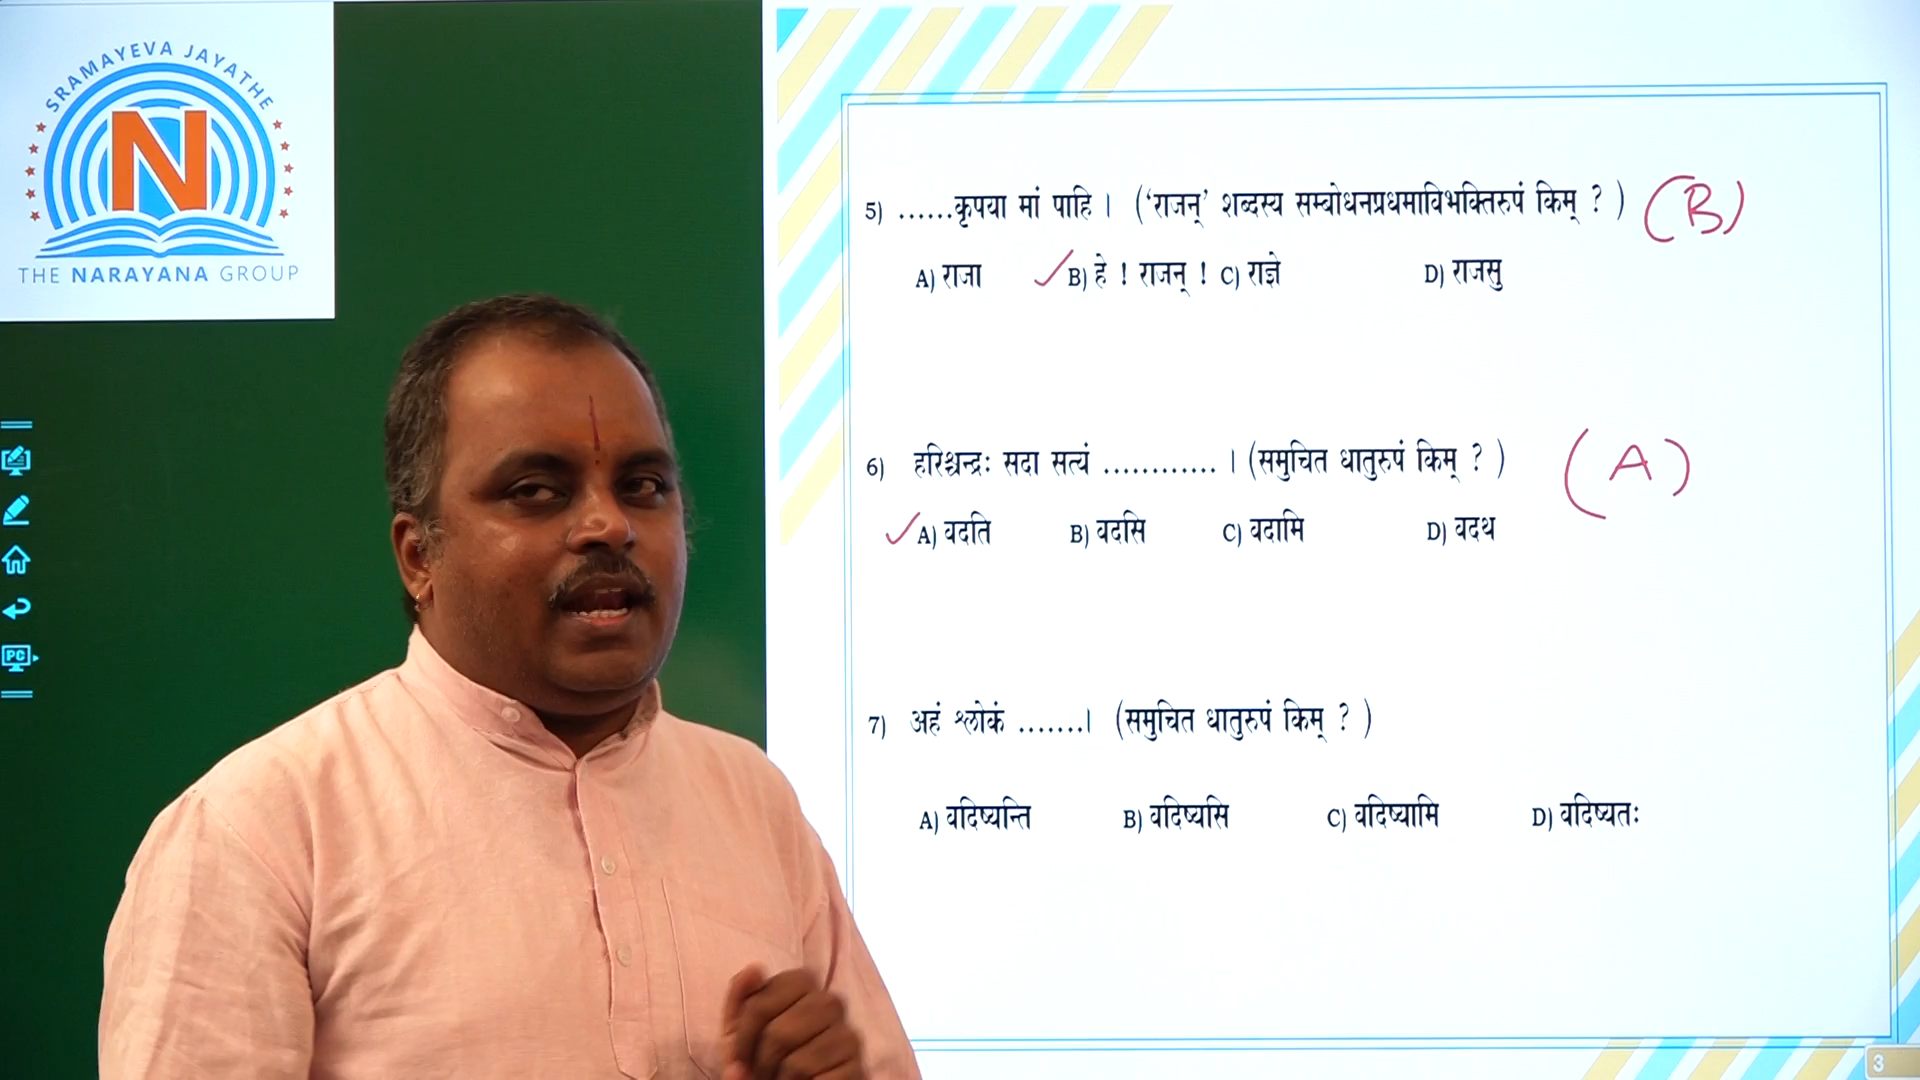 SRAMAYEVA JAYATHE
N
THE NARAYANA GROUP
PC
5) ......कृपया मां पाहि । ('राजन्' शब्दस्य सम्बोधनप्रथमाविभक्तिरुपं किम् ? ) (B)
A) राजा ✓B) हे ! राजन् ! C) राज्ञे D) राजसु
6) हरिश्चन्द्रः सदा सत्यं ............ । (समुचित धातुरुपं किम् ? ) (A)
✓A) वदति B) वदसि C) वदामि D) वदथ
7) अहं श्लोकं .......। (समुचित धातुरुपं किम् ? )
A) वदिष्यन्ति B) वदिष्यसि C) वदिष्यामि D) वदिष्यतः
3